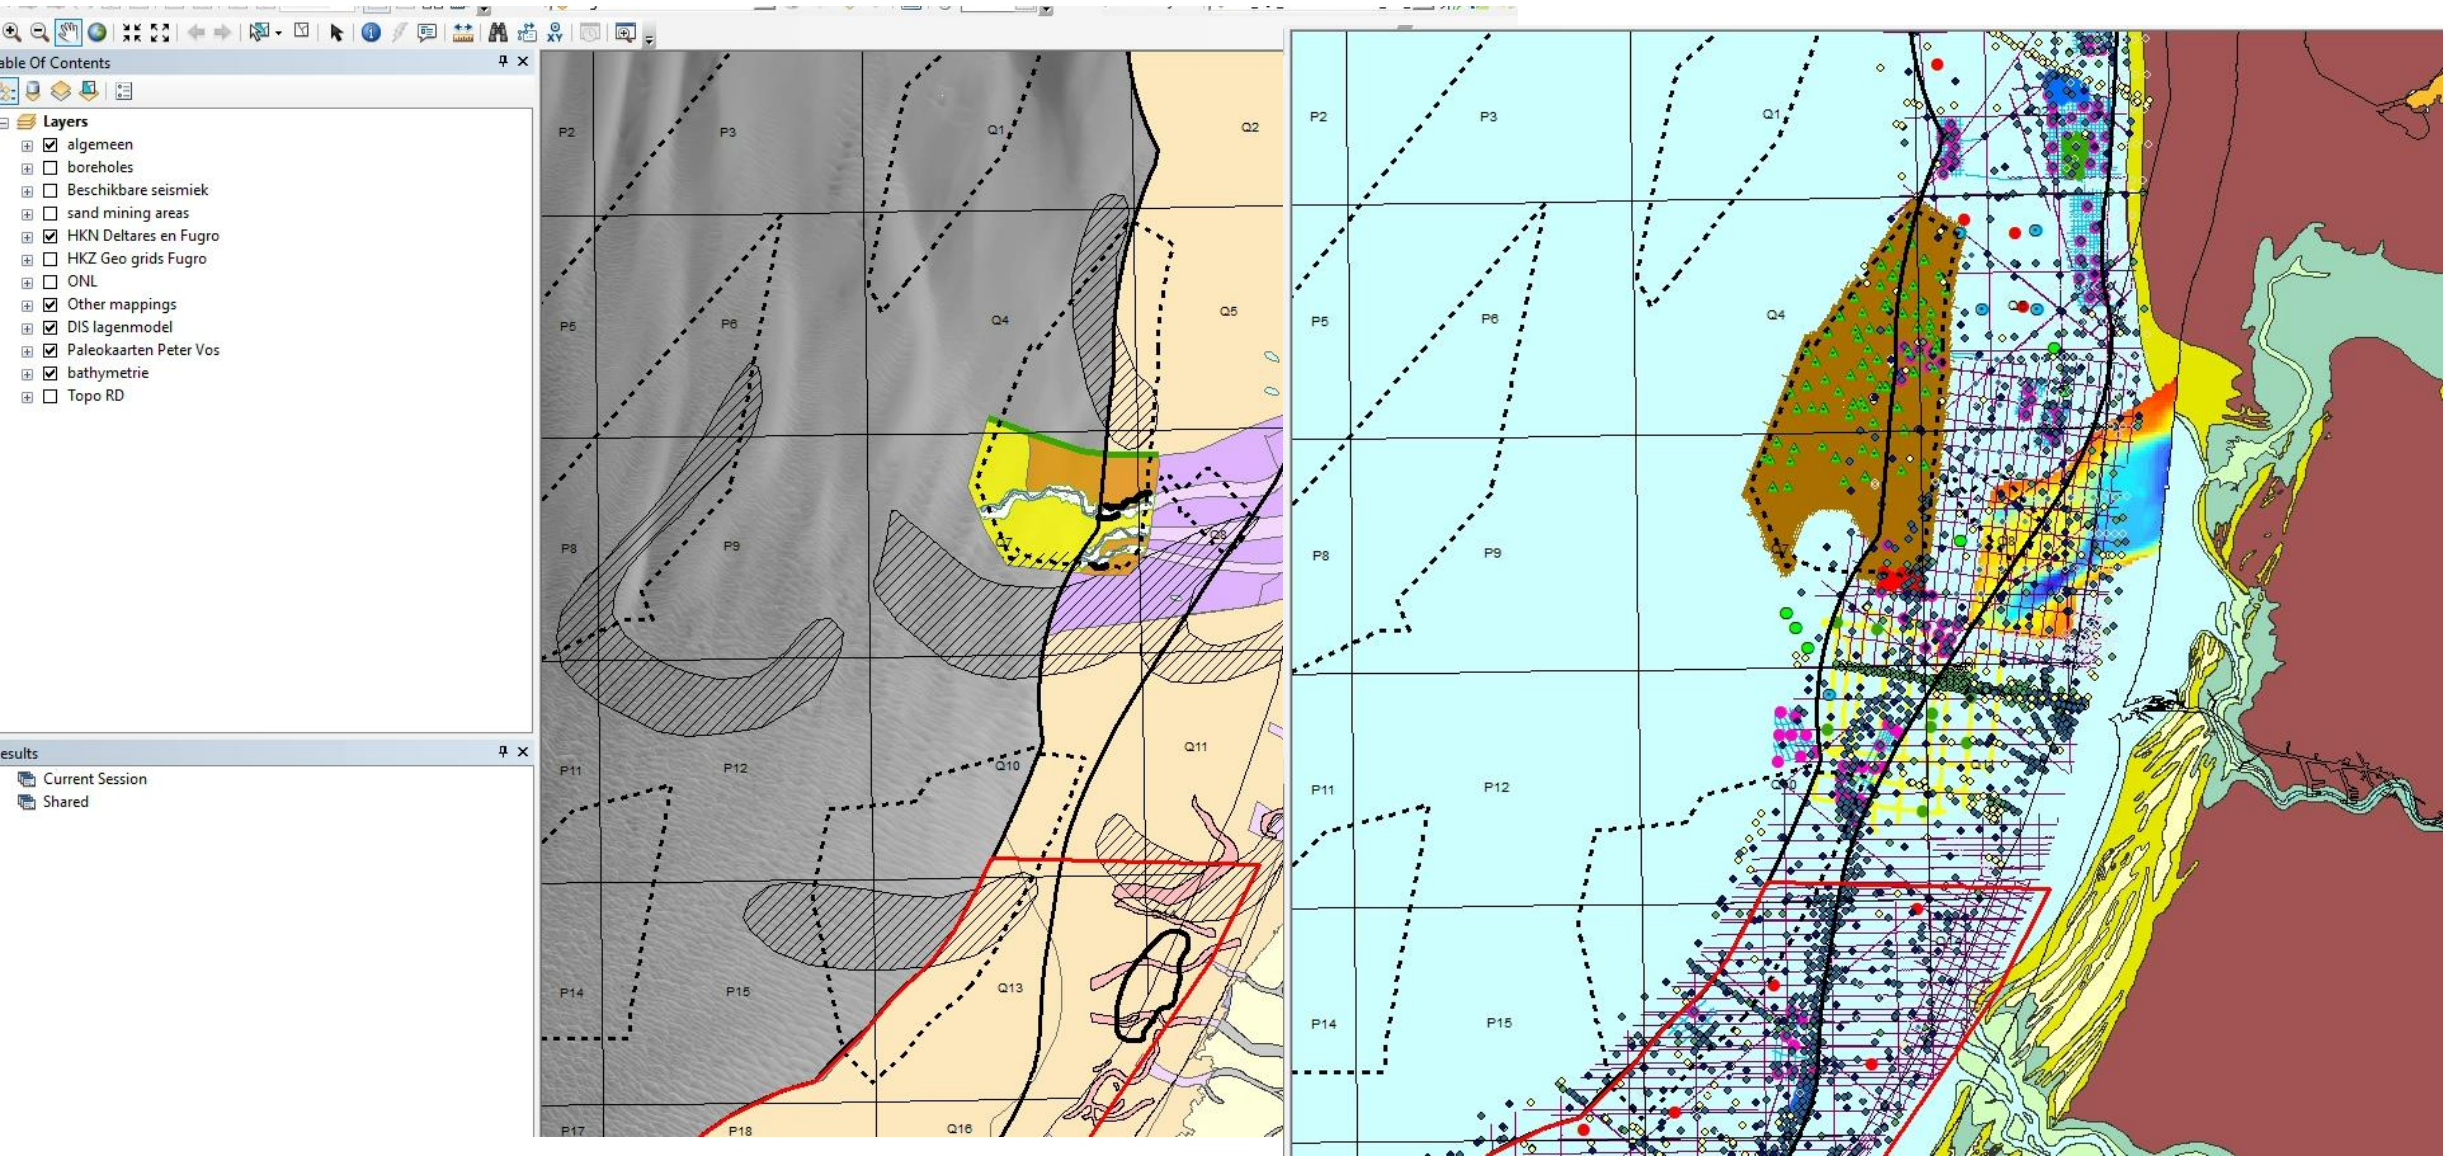 able Of Contents
Layers
algemeen
boreholes
Beschikbare seismiek
sand mining areas
HKN Deltares en Fugro
HKZ Geo grids Fugro
ONL
Other mappings
DIS lagenmodel
Paleokaarten Peter Vos
bathymetrie
Topo RD
esults
Current Session
Shared
P2 P3 Q1 Q2
P5 P6 Q4 Q5
P8 P9 Q7 Q8
P11 P12 Q10 Q11
P14 P15 Q13
P17 P18 Q16
P2 P3 Q1
P5 P6 Q4
P8 P9
P11 P12
P14 P15